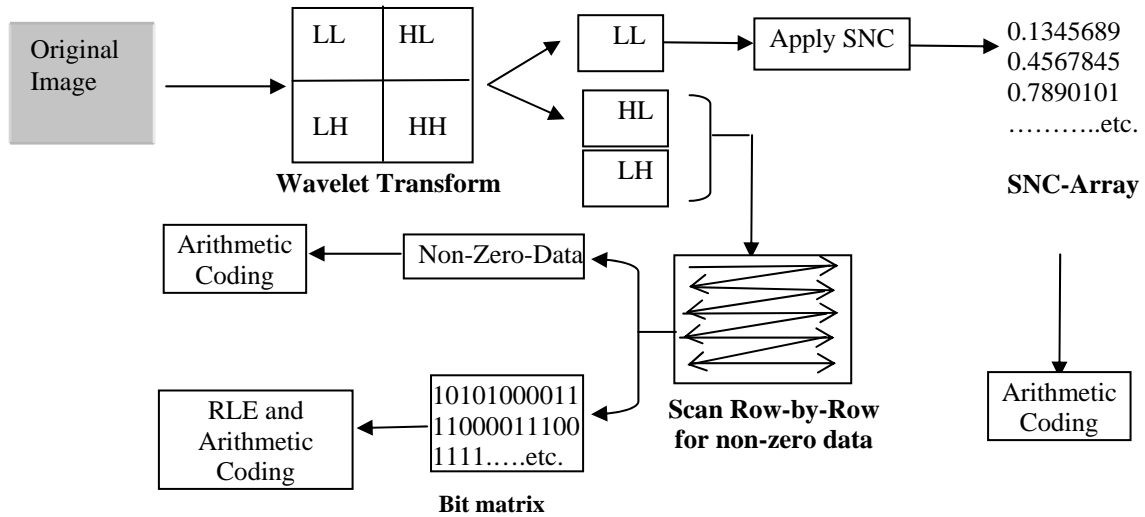 Original
Image
LL
HL
LH
HH
Wavelet Transform
LL
HL
LH
Apply SNC
0.1345689
0.4567845
0.7890101
………..etc.
SNC-Array
Arithmetic
Coding
Non-Zero-Data
Scan Row-by-Row
for non-zero data
RLE and
Arithmetic
Coding
10101000011
11000011100
1111…..etc.
Bit matrix
Arithmetic
Coding